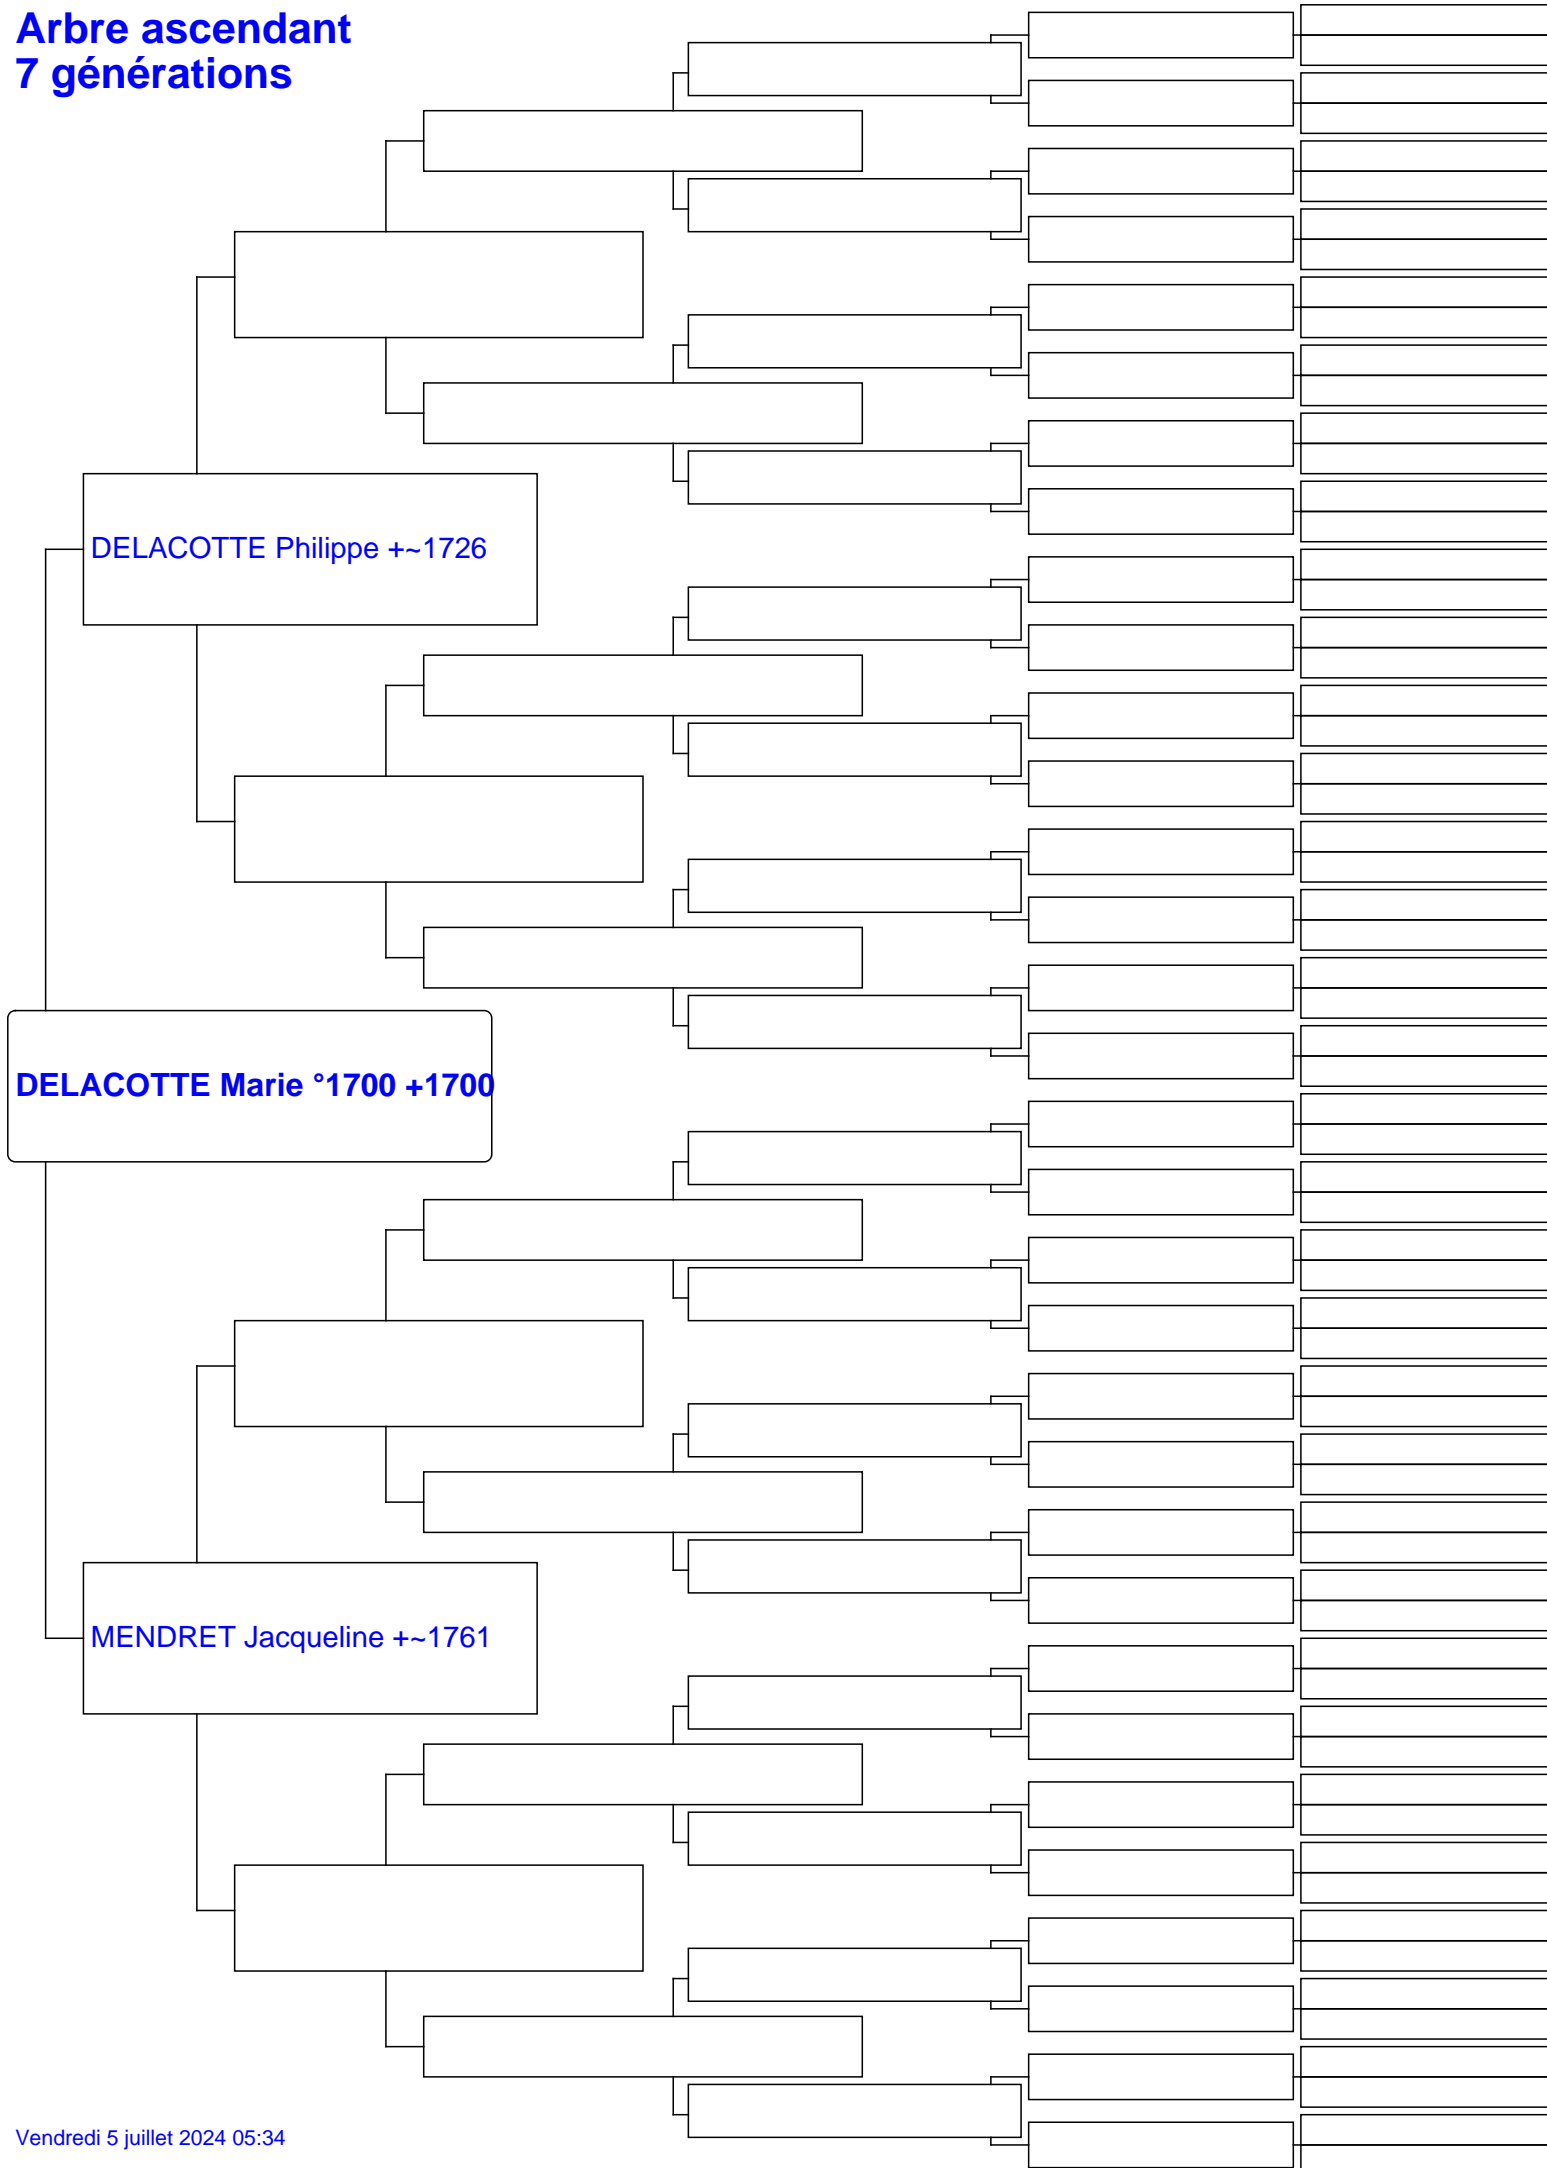 Arbre ascendant
7 générations
DELACOTTE Philippe +~1726
DELACOTTE Marie °1700 +1700
MENDRET Jacqueline +~1761
Vendredi 5 juillet 2024 05:34